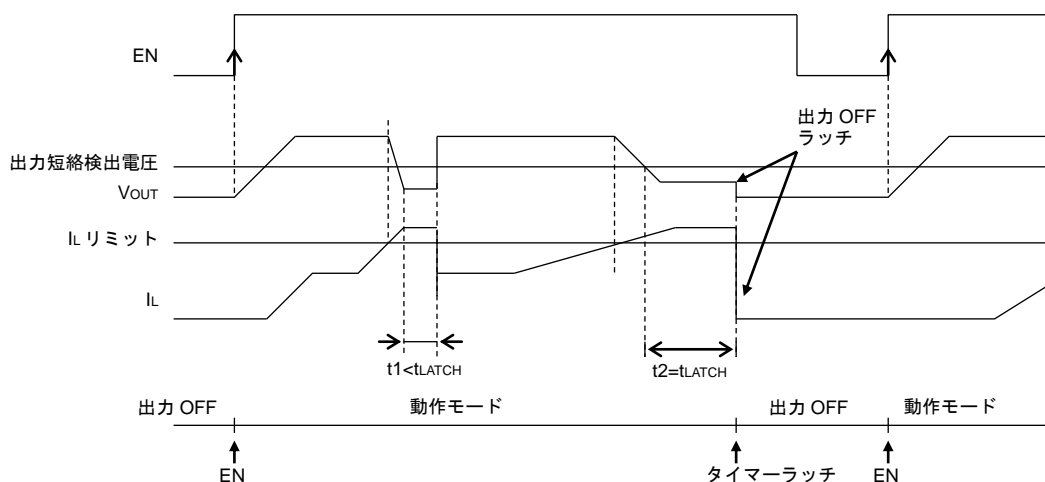 EN
出力 OFF
ラッチ
出力短絡検出電圧
VOUT
IL リミット
IL
t1<tLATCH
t2=tLATCH
出力 OFF
動作モード
出力 OFF
動作モード
EN
タイマーラッチ
EN